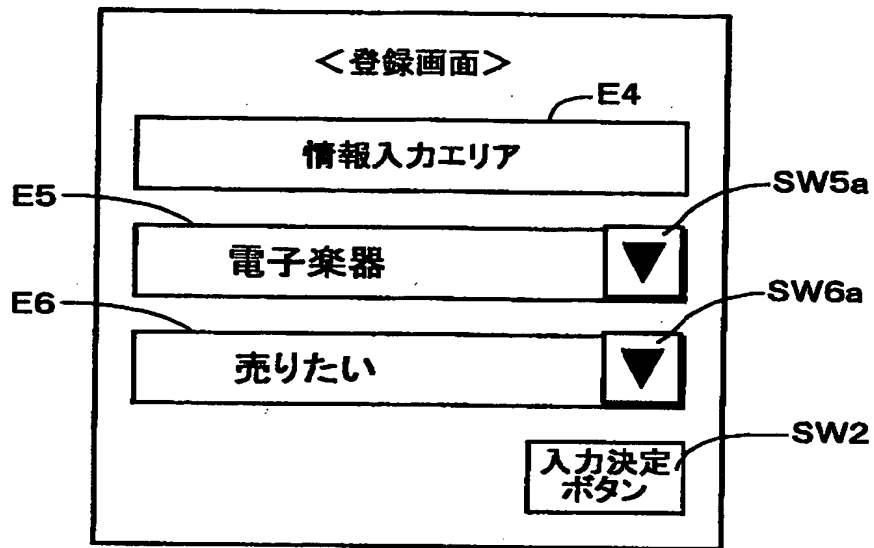 ＜登録画面＞
E4
情報入力エリア
E5
SW5a
電子楽器
▼
E6
SW6a
売りたい
▼
SW2
入力決定
ボタン